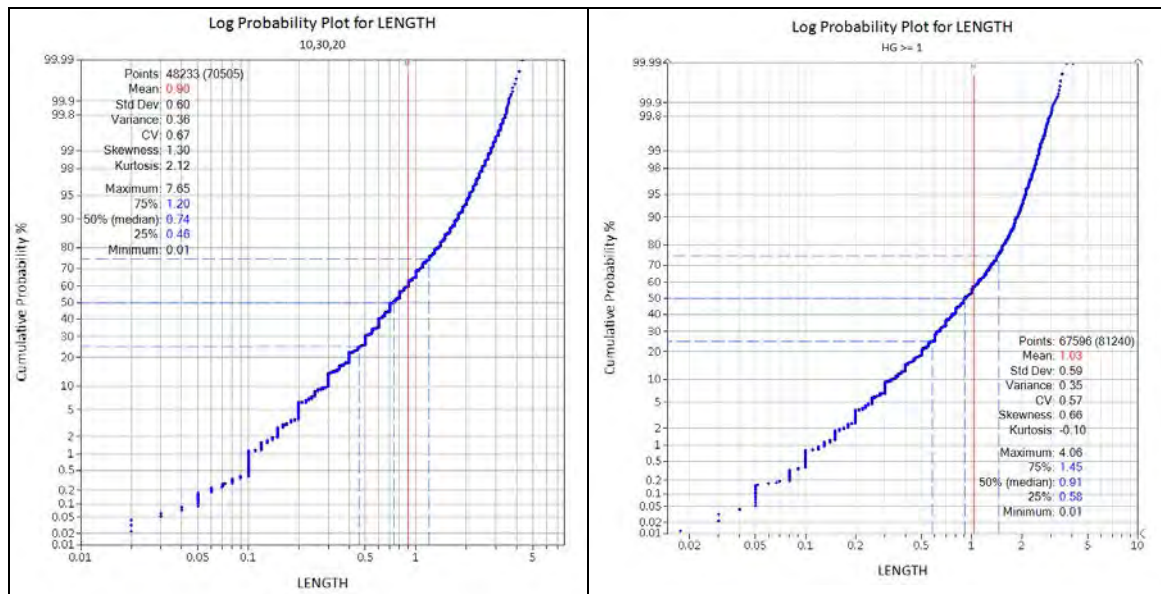 Log Probability Plot for LENGTH
10,30,20
99.99
99.9
99.8
99
98
95
90
80
70
60
50
40
30
20
10
5
2
1
0.5
0.2
0.1
0.05
0.02
0.01
Cumulative Probability %
Points: 48233 (70505)
Mean: 0.90
Std Dev: 0.60
Variance: 0.36
CV: 0.67
Skewness: 1.30
Kurtosis: 2.12
Maximum: 7.65
75%: 1.20
50% (median): 0.74
25%: 0.46
Minimum: 0.01
0.01 0.05 0.1 0.5 1 5
LENGTH
Log Probability Plot for LENGTH
HG >= 1
99.99
99.9
99.8
99
98
95
90
80
70
60
50
40
30
20
10
5
2
1
0.5
0.2
0.1
0.05
0.02
0.01
Cumulative Probability %
Points: 67596 (81240)
Mean: 1.03
Std Dev: 0.59
Variance: 0.35
CV: 0.57
Skewness: 0.66
Kurtosis: -0.10
Maximum: 4.06
75%: 1.45
50% (median): 0.91
25%: 0.58
Minimum: 0.01
0.02 0.05 0.1 0.2 0.5 1 2 5 10
LENGTH